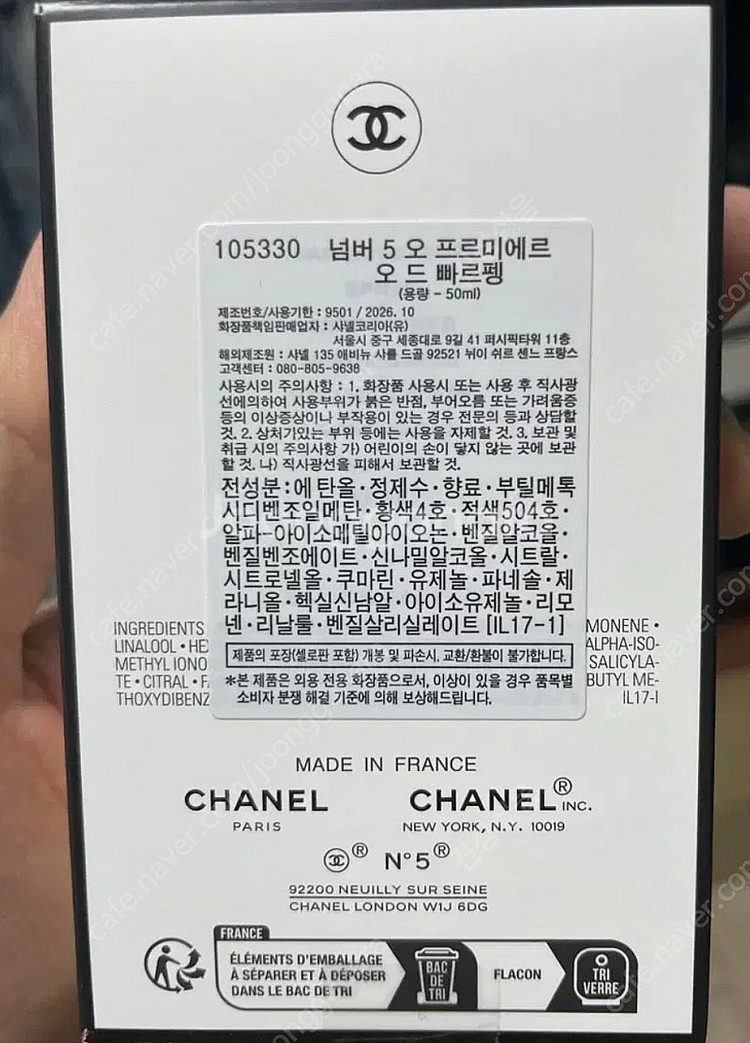 105330 넘버 5 오 프르미에르
오 드 빠르펭
(용량 - 50ml)
제조번호/사용기한 : 9501 / 2026. 10
화장품책임판매업자 : 샤넬코리아(유)
서울시 중구 세종대로 9길 41 퍼시픽타워 11층
해외제조원 : 샤넬 135 애비뉴 샤를 드골 92521 뉘이 쉬르 센느 프랑스
고객센터 : 080-805-9638
사용시의 주의사항 : 1. 화장품 사용시 또는 사용 후 직사광
선에의하여 사용부위가 붉은 반점, 부어오름 또는 가려움증
등의 이상증상이나 부작용이 있는 경우 전문의 등과 상담할
것. 2. 상처가있는 부위 등에는 사용을 자제할 것. 3. 보관 및
취급 시의 주의사항 가) 어린이의 손이 닿지 않는 곳에 보관
할 것. 나) 직사광선을 피해서 보관할 것.
전성분:에 탄올·정제수·향료·부틸메톡
시디벤조일메탄·황색4호·적색504호·
알파-아이소메틸아이오논·벤질알코올·
벤질벤조에이트·신나밀알코올·시트랄·
시트로넬올·쿠마린·유제놀·파네솔·제
라니올·헥실신남알·아이소유제놀·리모
넨·리날룰·벤질살리실레이트 [IL17-1]
제품의 포장(셀로판 포함) 개봉 및 파손시, 교환/환불이 불가합니다.
*본 제품은 외용 전용 화장품으로서, 이상이 있을 경우 품목별
소비자 분쟁 해결 기준에 의해 보상해드립니다.
INGREDIENTS MONENE •
LINALOOL • HE ALPHA-ISO-
METHYL IONO SALICYLA-
TE • CITRAL • F BUTYL ME-
THOXYDIBENZ IL17-I
MADE IN FRANCE
CHANEL CHANEL® INC.
PARIS NEW YORK, N.Y. 10019
® N°5®
92200 NEUILLY SUR SEINE
CHANEL LONDON W1J 6DG
FRANCE
ÉLÉMENTS D'EMBALLAGE
À SÉPARER ET À DÉPOSER
DANS LE BAC DE TRI
BAC
DE
TRI
FLACON
TRI
VERRE
cafe.naver.com/joonggonara